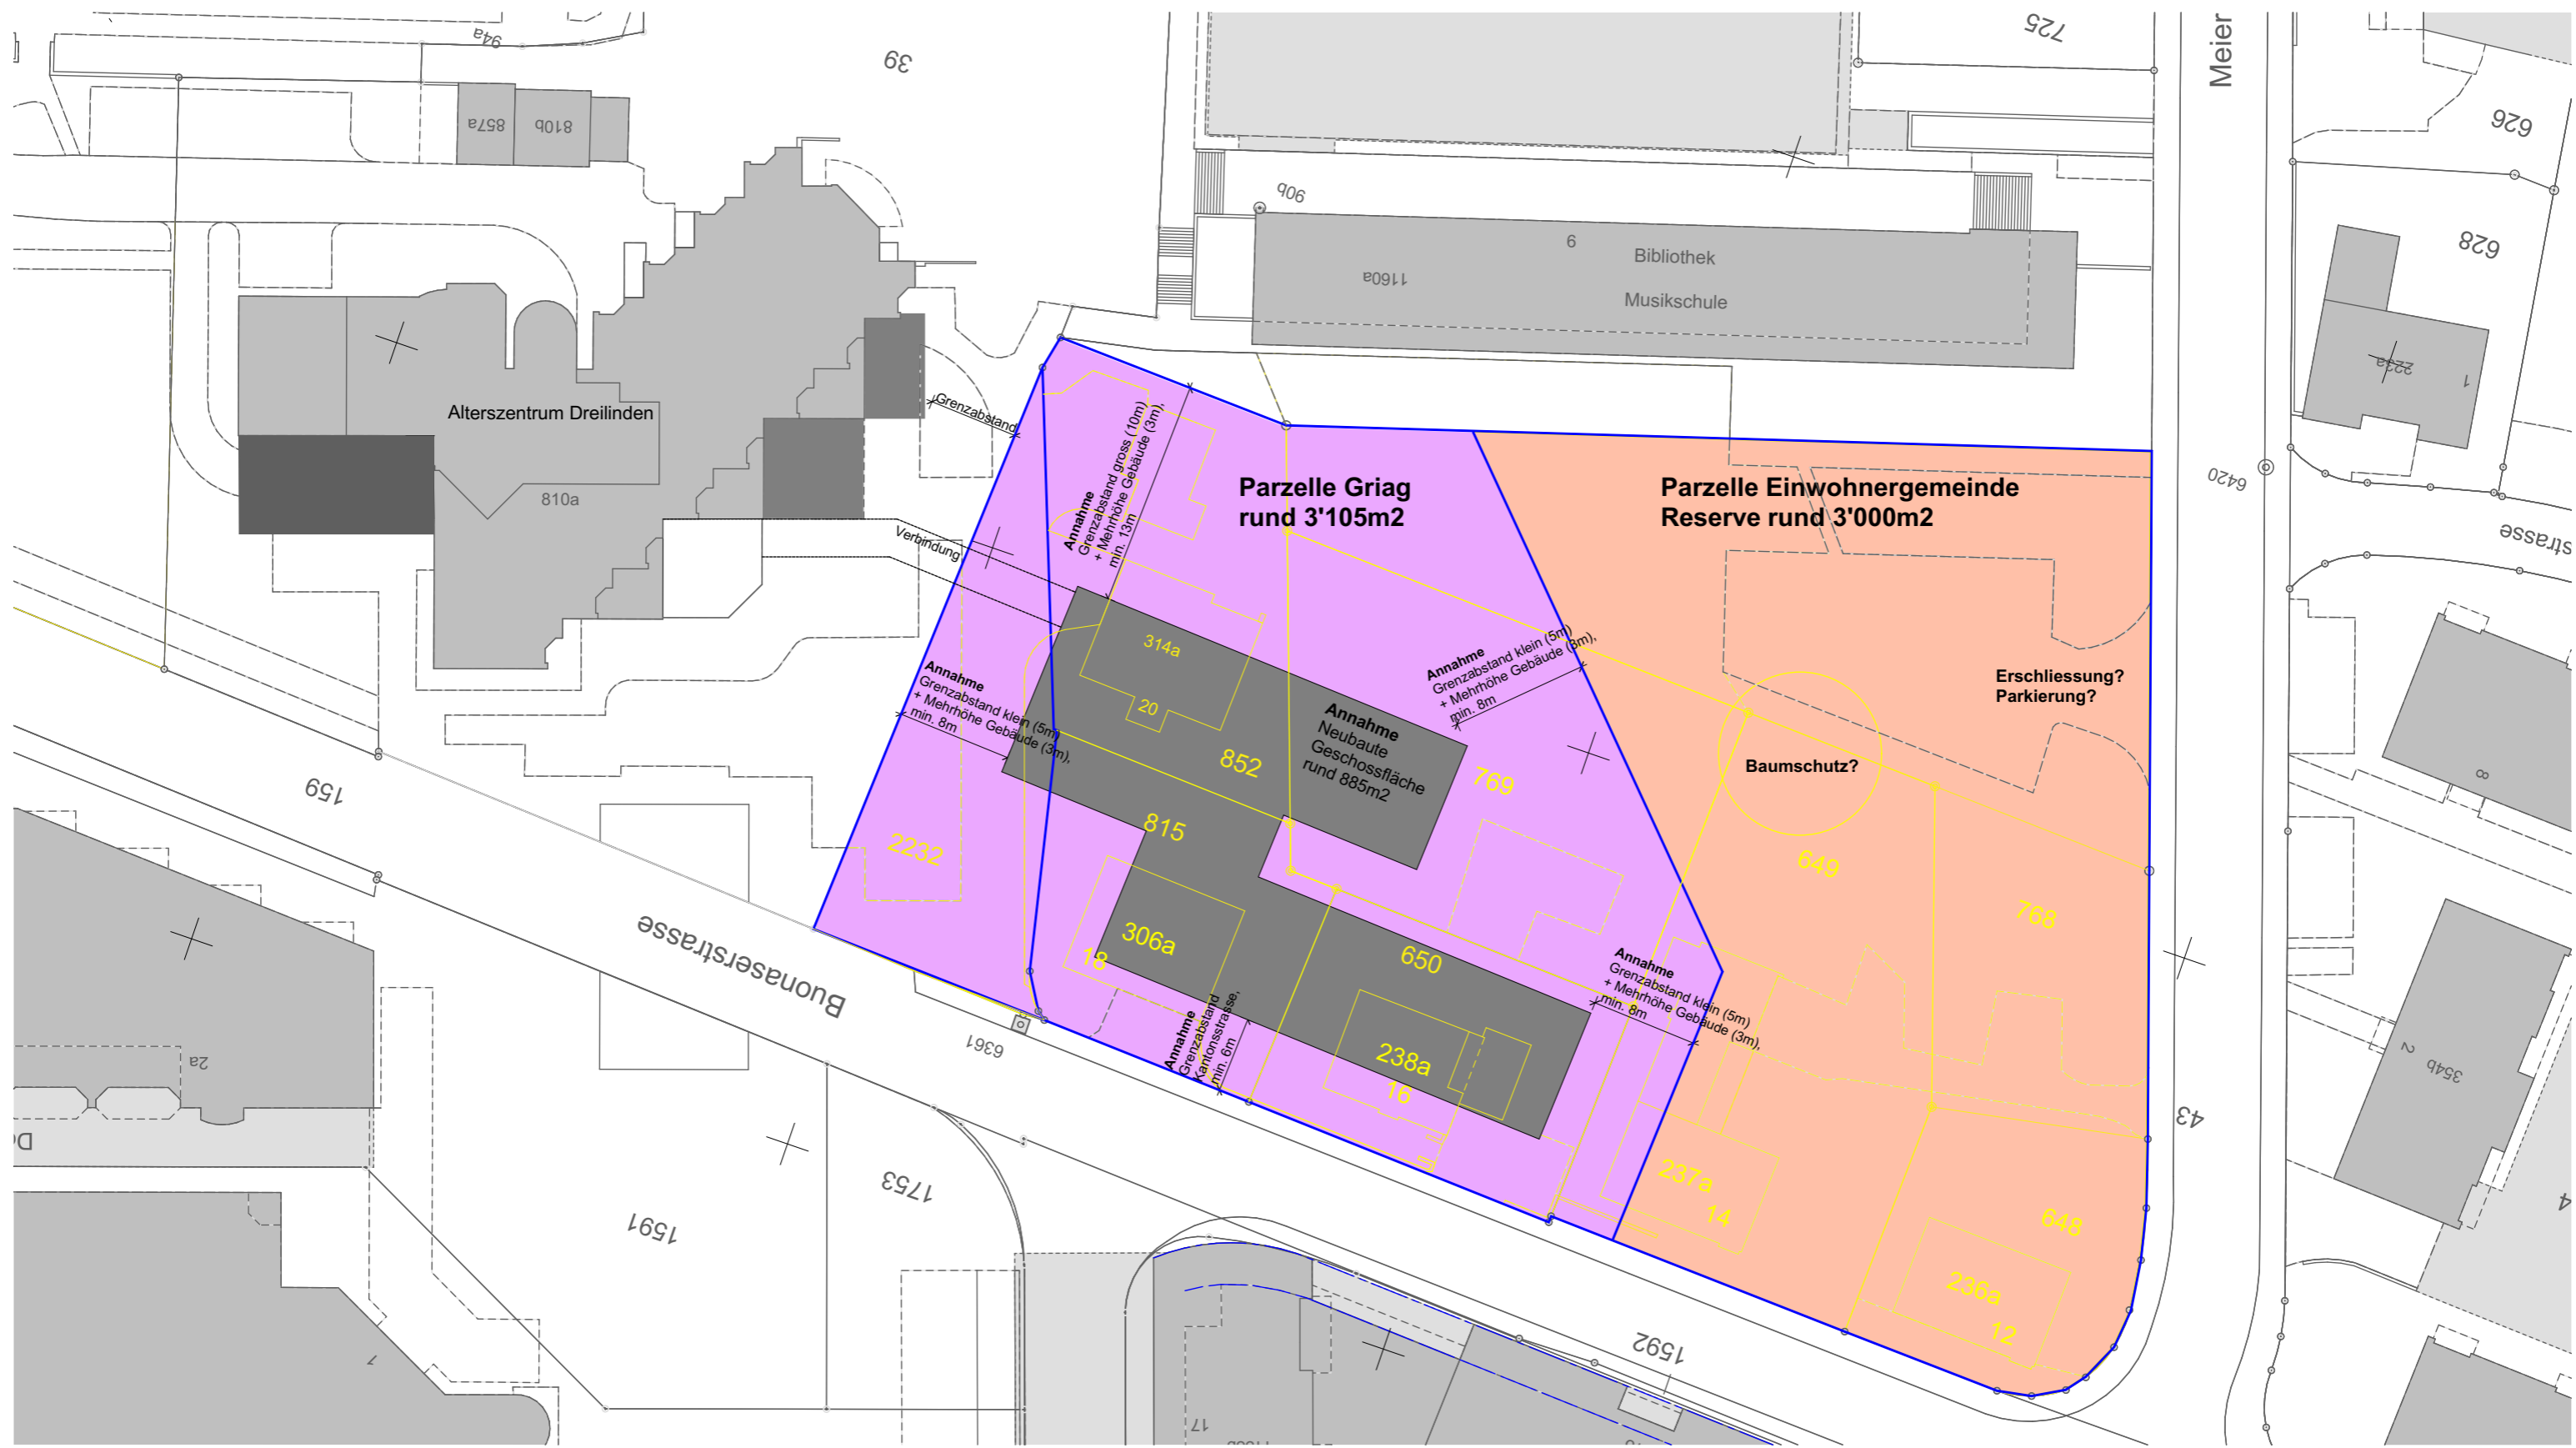 94a
39
725
Meier
857a
810b
626
90b
628
9
Bibliothek
1160a
Musikschule
223a
1
Alterszentrum Dreilinden
810a
Grenzabstand
Annahme
Grenzabstand gross (10m)
+ Mehrhöhe Gebäude (3m),
min. 13m
Parzelle Griag
rund 3'105m2
Parzelle Einwohnergemeinde
Reserve rund 3'000m2
6420
strasse
Verbindung
314a
20
Annahme
Grenzabstand klein (5m)
+ Mehrhöhe Gebäude (3m),
min. 8m
Annahme
Grenzabstand klein (5m)
+ Mehrhöhe Gebäude (3m),
min. 8m
Erschliessung?
Parkierung?
Annahme
Neubaute
Geschossfläche
rund 885m2
852
769
Baumschutz?
8
159
815
2232
649
768
Buonaserstrasse
306a
18
650
Annahme
Grenzabstand klein (5m)
+ Mehrhöhe Gebäude (3m),
min. 8m
6361
Annahme
Grenzabstand
Kantonsstrasse,
min. 6m
238a
16
2a
2
354b
43
1753
1591
237a
14
648
4
236a
12
1592
7
17